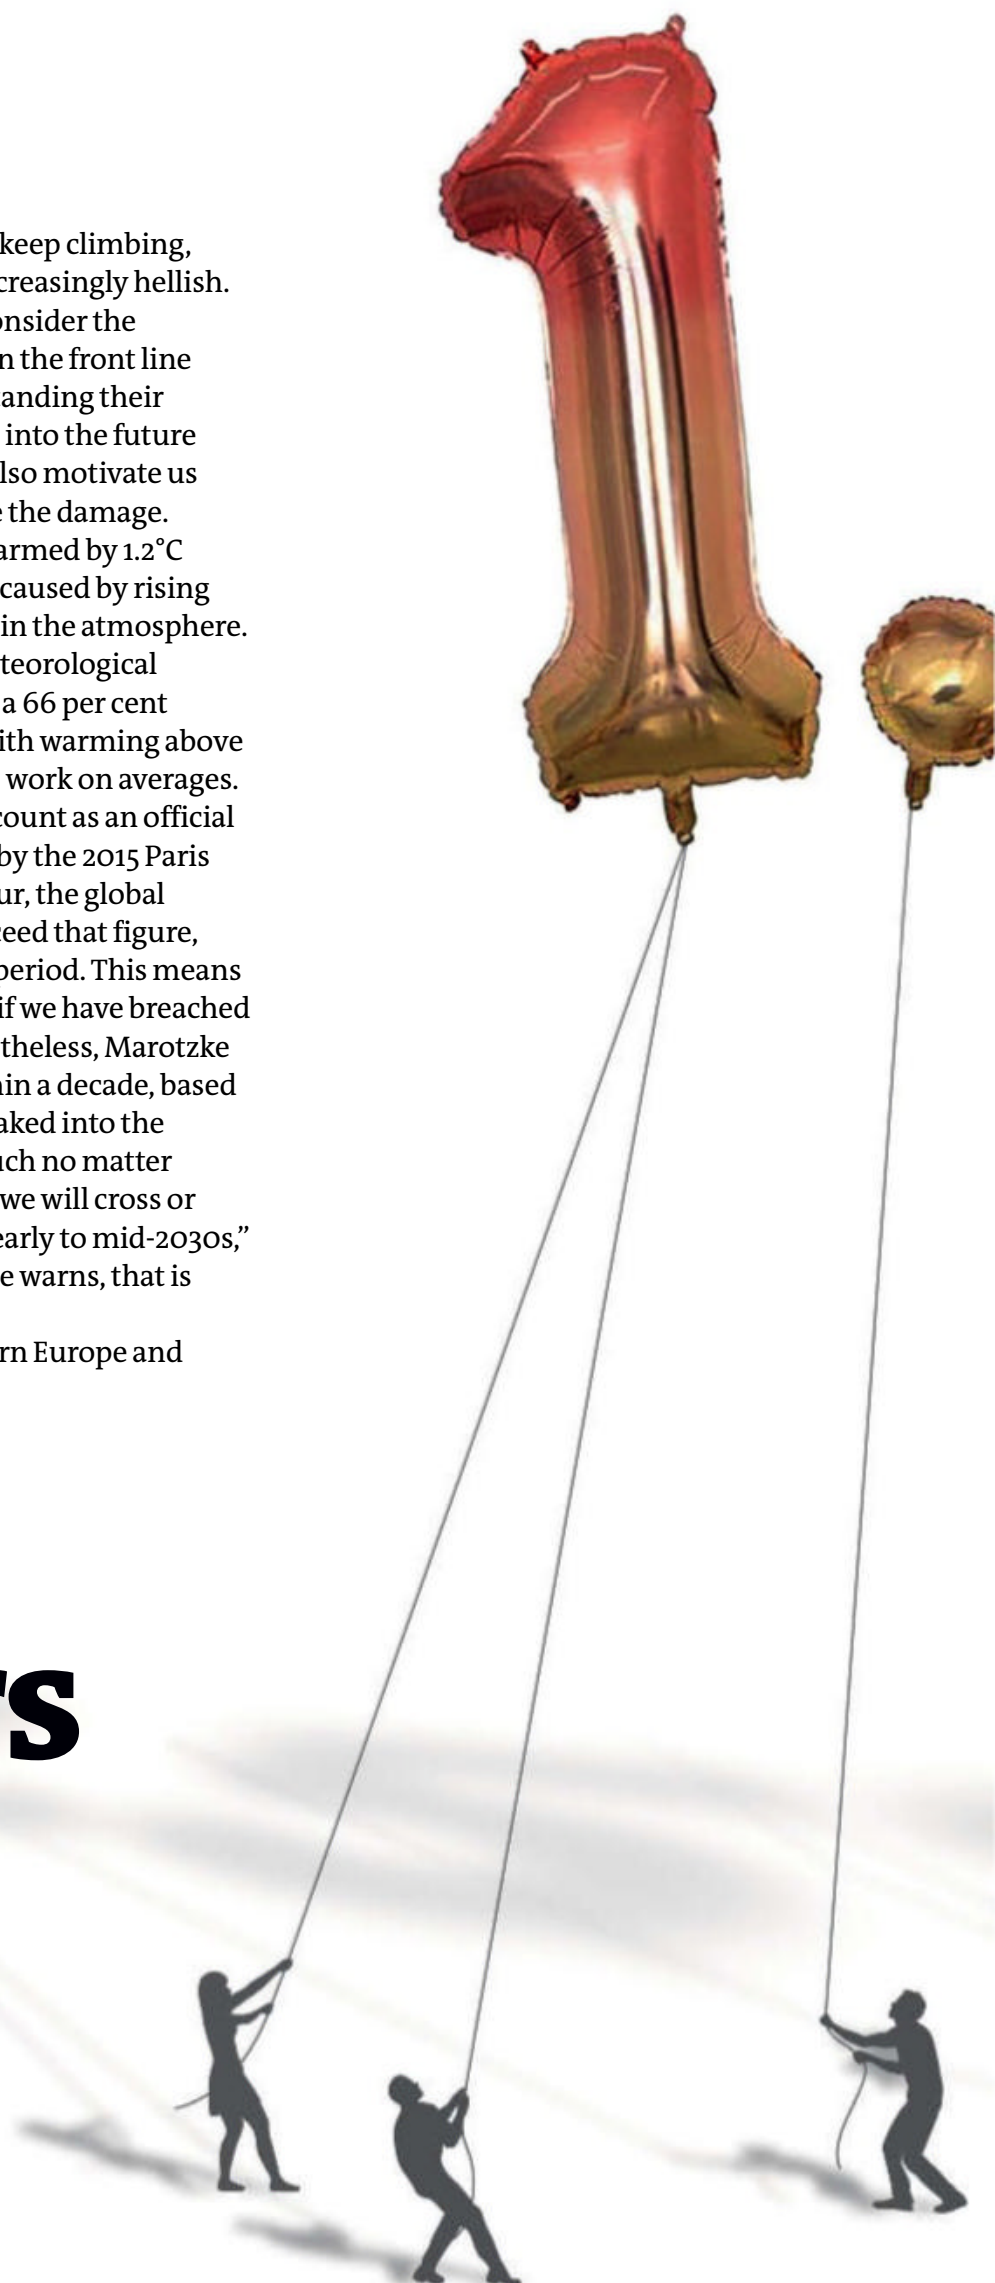 keep climbing,
creasingly hellish.
onsider the
n the front line
tanding their
into the future
lso motivate us
e the damage.
armed by 1.2°C
caused by rising
in the atmosphere.
teorological
a 66 per cent
ith warming above
work on averages.
count as an official
by the 2015 Paris
ur, the global
ceed that figure,
period. This means
if we have breached
theless, Marotzke
in a decade, based
aked into the
uch no matter
we will cross or
early to mid-2030s,”
e warns, that is
rn Europe and
1.
s